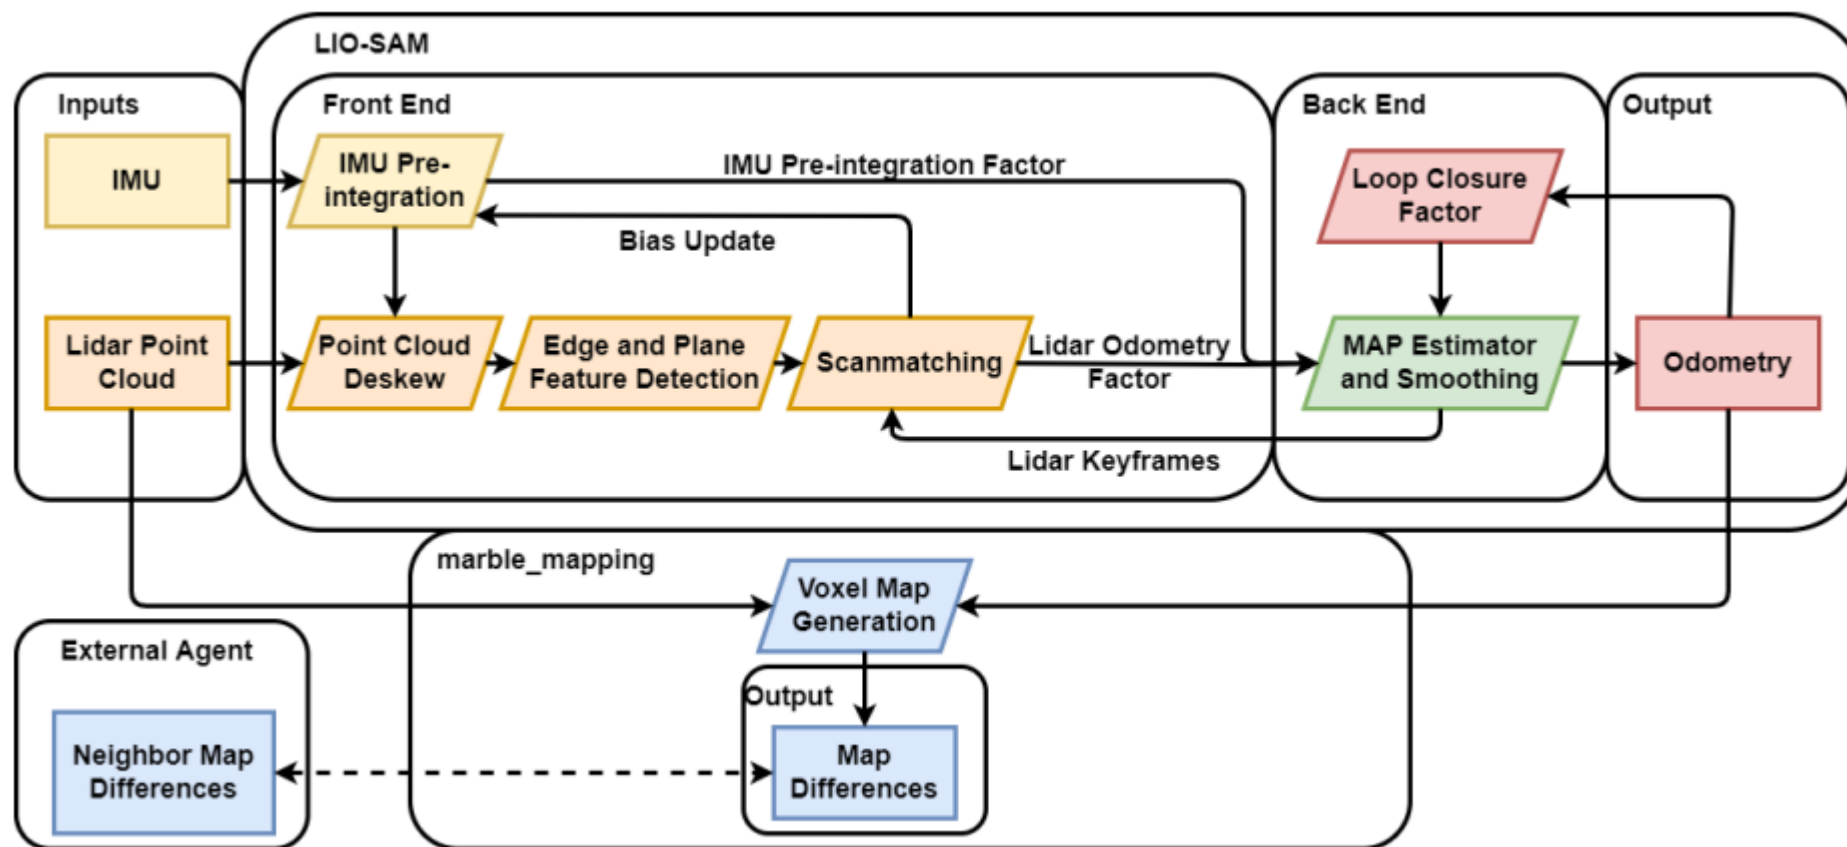 LIO-SAM
Inputs
Front End
Back End
Output
IMU
IMU Pre-
integration
IMU Pre-integration Factor
Loop Closure
Factor
Bias Update
Lidar Point
Cloud
Point Cloud
Deskew
Edge and Plane
Feature Detection
Scanmatching
Lidar Odometry
Factor
MAP Estimator
and Smoothing
Odometry
Lidar Keyframes
marble_mapping
Voxel Map
Generation
External Agent
Output
Neighbor Map
Differences
Map
Differences